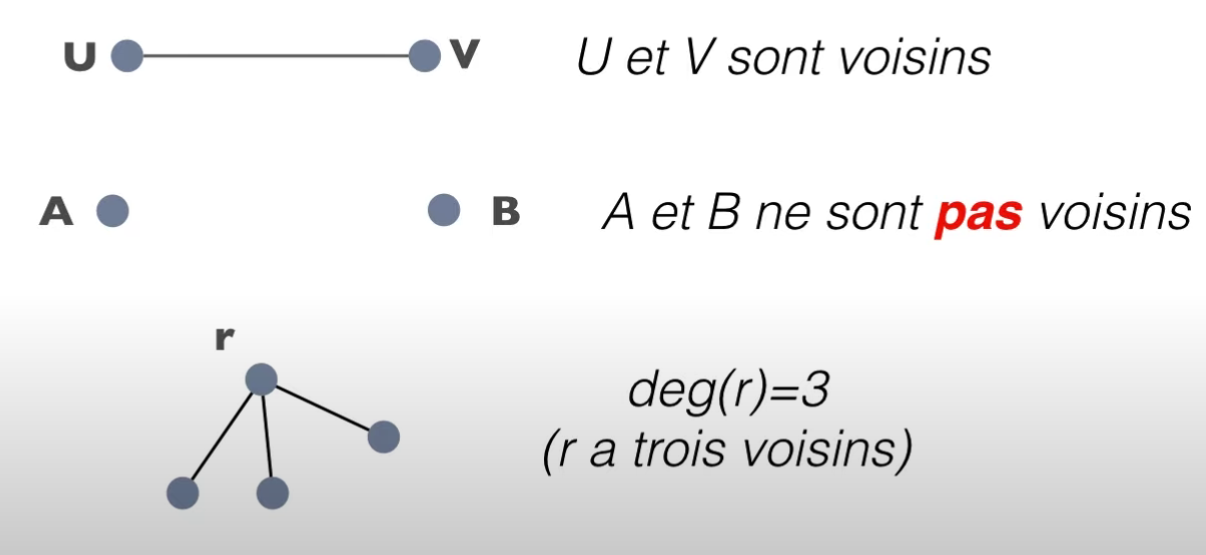 U V U et V sont voisins
A B A et B ne sont pas voisins
r
deg(r)=3
(r a trois voisins)